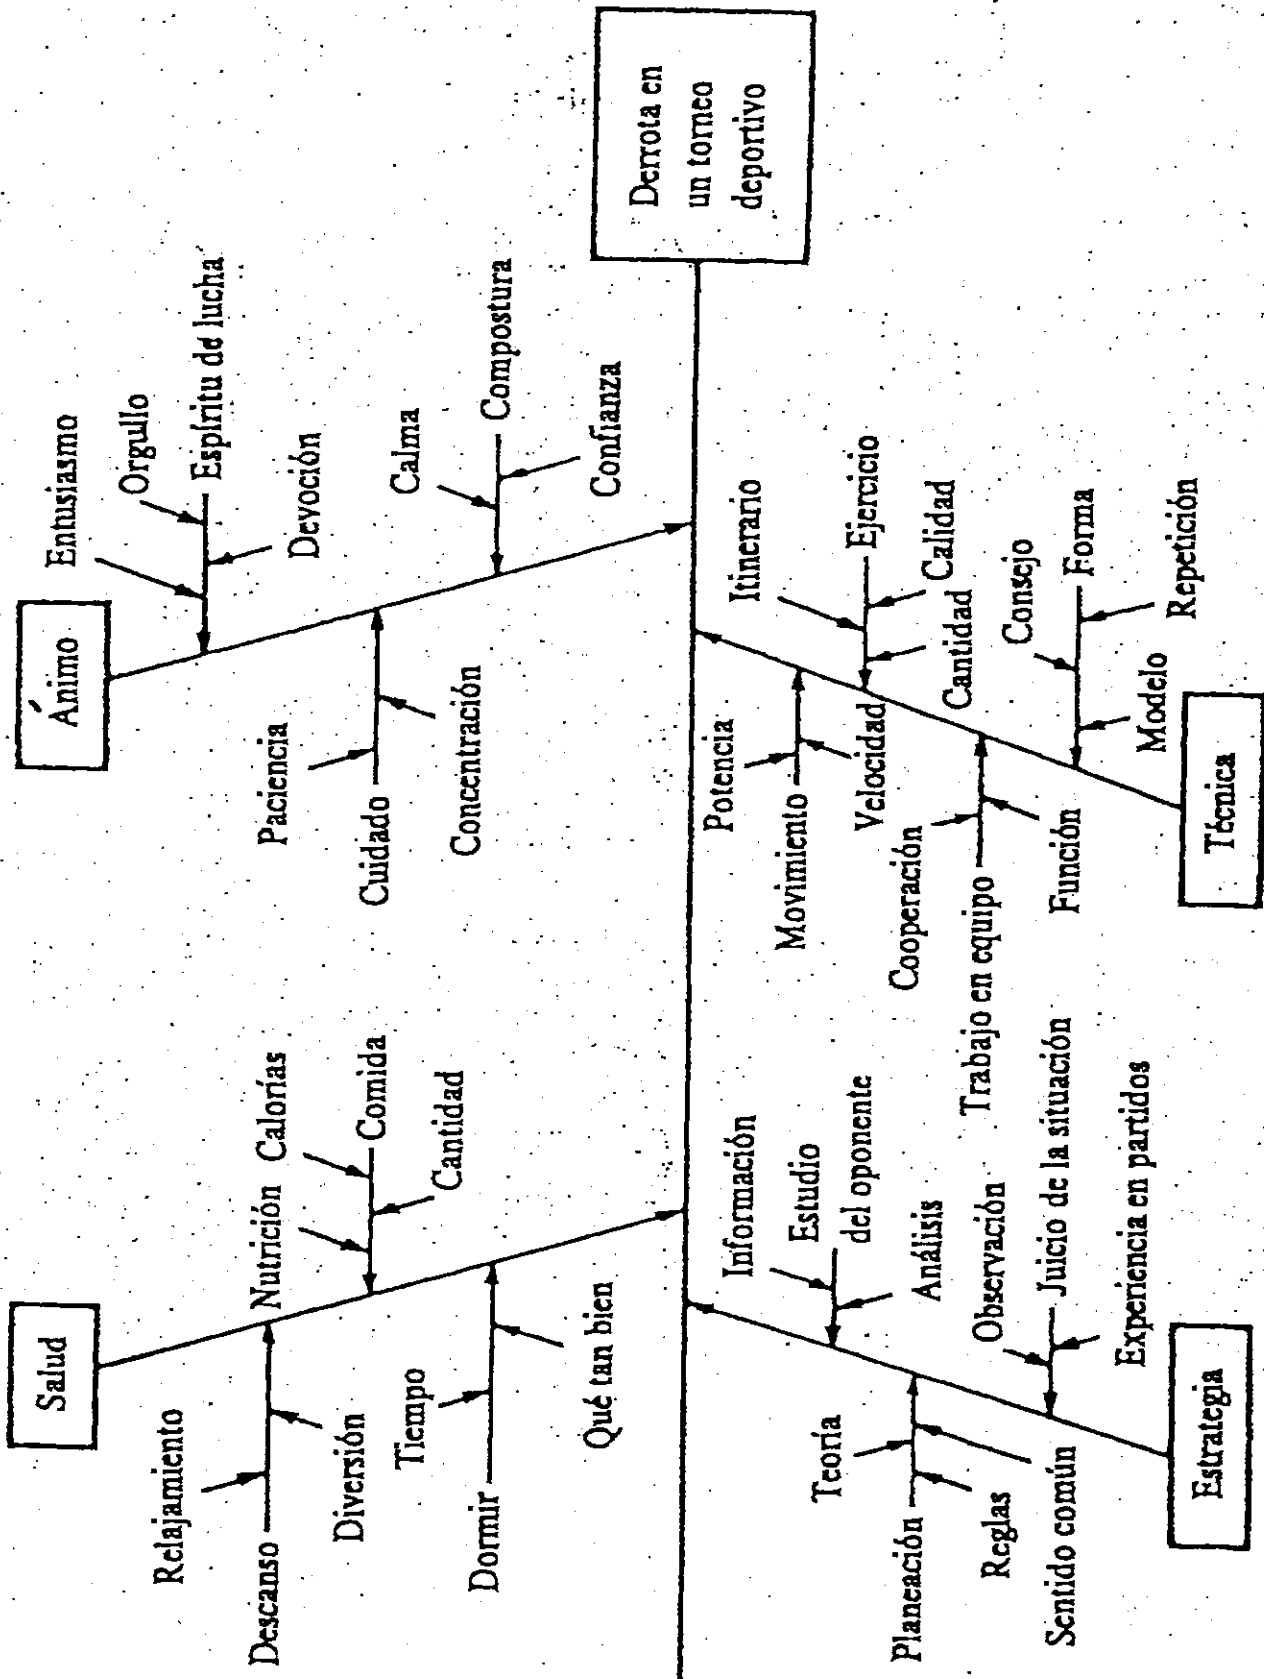 Salud
Ánimo
Relajamiento
Descanso
Diversión
Nutrición
Calorías
Comida
Cantidad
Tiempo
Dormir
Qué tan bien
Entusiasmo
Orgullo
Espíritu de lucha
Devoción
Paciencia
Cuidado
Concentración
Calma
Compostura
Confianza
Derrota en
un torneo
deportivo
Información
Estudio
del oponente
Análisis
Teoría
Planeación
Reglas
Sentido común
Observación
Juicio de la situación
Experiencia en partidos
Estrategia
Potencia
Movimiento
Velocidad
Itinerario
Ejercicio
Calidad
Cantidad
Cooperación
Trabajo en equipo
Función
Consejo
Forma
Repetición
Modelo
Técnica